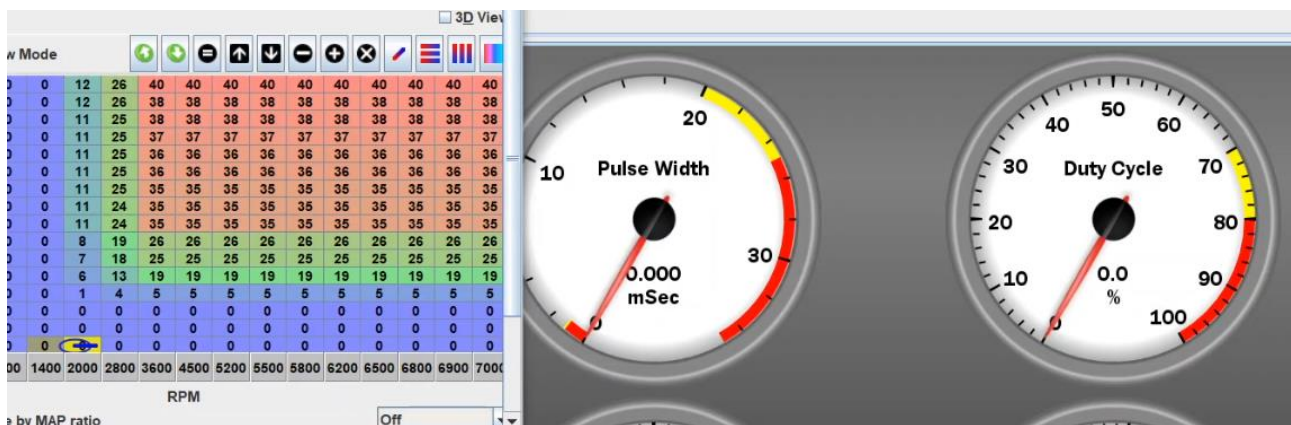 3D View
w Mode
0 12 26 40 40 40 40 40 40 40 40 40 40
0 12 26 38 38 38 38 38 38 38 38 38 38
0 11 25 38 38 38 38 38 38 38 38 38 38
0 11 25 37 37 37 37 37 37 37 37 37 37
0 11 25 36 36 36 36 36 36 36 36 36 36
0 11 25 36 36 36 36 36 36 36 36 36 36
0 11 25 35 35 35 35 35 35 35 35 35 35
0 11 24 35 35 35 35 35 35 35 35 35 35
0 11 24 35 35 35 35 35 35 35 35 35 35
0 8 19 26 26 26 26 26 26 26 26 26 26
0 7 18 25 25 25 25 25 25 25 25 25 25
0 6 13 19 19 19 19 19 19 19 19 19 19
0 1 4 5 5 5 5 5 5 5 5 5 5
0 0 0 0 0 0 0 0 0 0 0 0 0
0 0 0 0 0 0 0 0 0 0 0 0 0
0 0 0 0 0 0 0 0 0 0 0 0
00 1400 2000 2800 3600 4500 5200 5500 5800 6200 6500 6800 6900 7000
RPM
e by MAP ratio
Off
20
10
Pulse Width
30
0.000
mSec
0
50
40
60
30
Duty Cycle
70
20
80
0.0
10
90
%
0
100